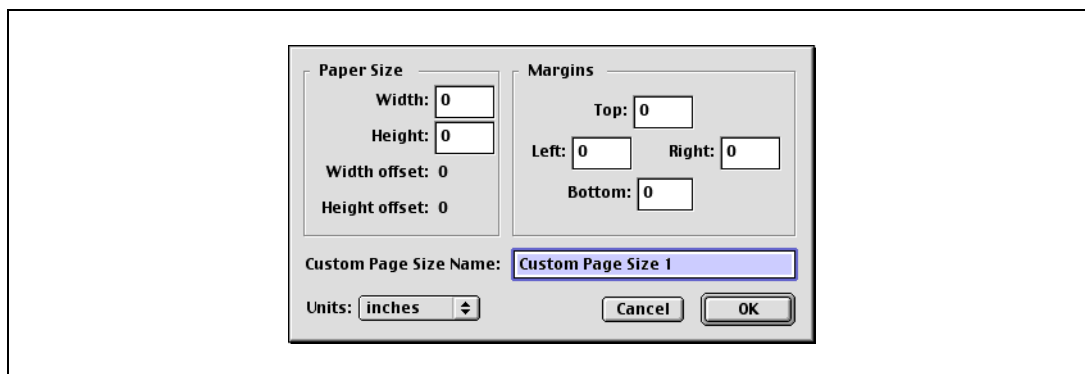 Paper Size
Width: 0
Height: 0
Width offset: 0
Height offset: 0
Margins
Top: 0
Left: 0 Right: 0
Bottom: 0
Custom Page Size Name: Custom Page Size 1
Units: inches Cancel OK